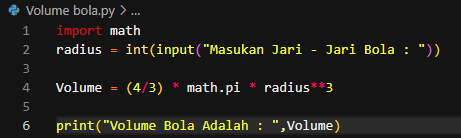 Volume bola.py > ...
1 import math
2 radius = int(input("Masukan Jari - Jari Bola : "))
3
4 Volume = (4/3) * math.pi * radius**3
5
6 print("Volume Bola Adalah : ",Volume)